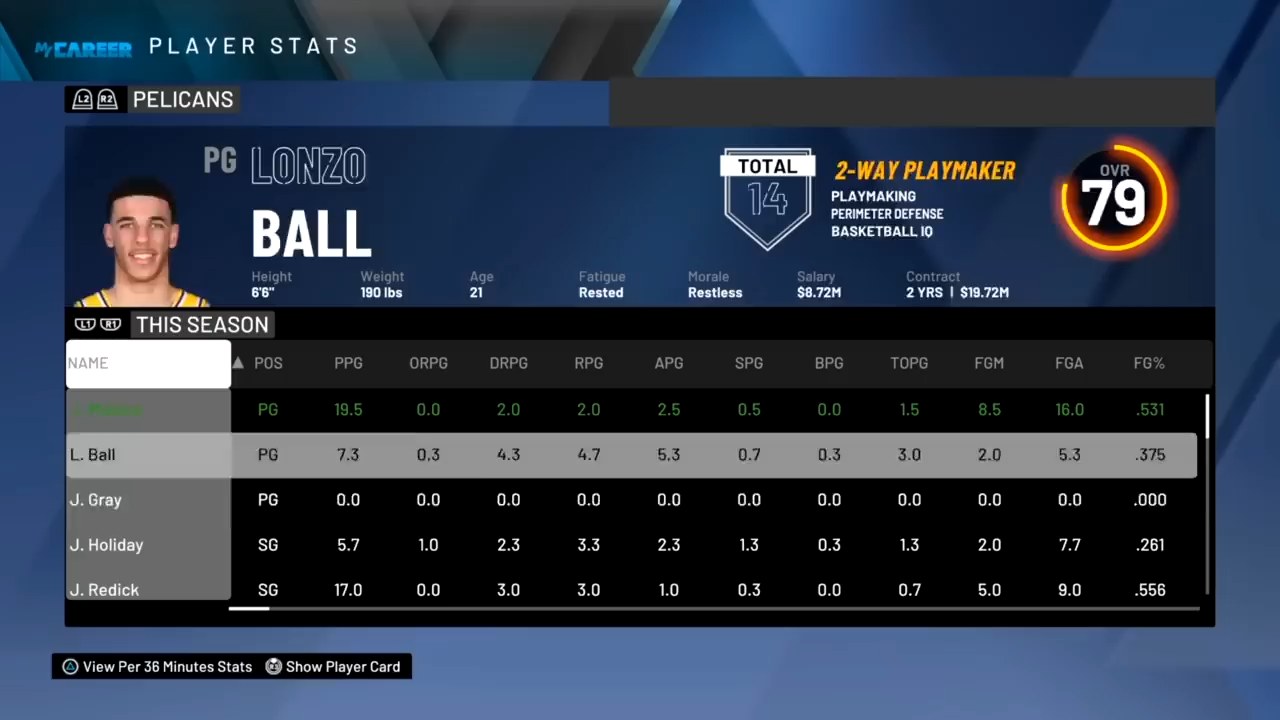 MyCAREER PLAYER STATS
L2 R2 PELICANS
PG LONZO
BALL
TOTAL
14
2-WAY PLAYMAKER
PLAYMAKING
PERIMETER DEFENSE
BASKETBALL IQ
OVR
79
Height Weight Age Fatigue Morale Salary Contract
6'6" 190 lbs 21 Rested Restless $8.72M 2 YRS | $19.72M
L1 R1 THIS SEASON
NAME POS PPG ORPG DRPG RPG APG SPG BPG TOPG FGM FGA FG%
PG 19.5 0.0 2.0 2.0 2.5 0.5 0.0 1.5 8.5 16.0 .531
L. Ball PG 7.3 0.3 4.3 4.7 5.3 0.7 0.3 3.0 2.0 5.3 .375
J. Gray PG 0.0 0.0 0.0 0.0 0.0 0.0 0.0 0.0 0.0 0.0 .000
J. Holiday SG 5.7 1.0 2.3 3.3 2.3 1.3 0.3 1.3 2.0 7.7 .261
J. Redick SG 17.0 0.0 3.0 3.0 1.0 0.3 0.0 0.7 5.0 9.0 .556
View Per 36 Minutes Stats R3 Show Player Card